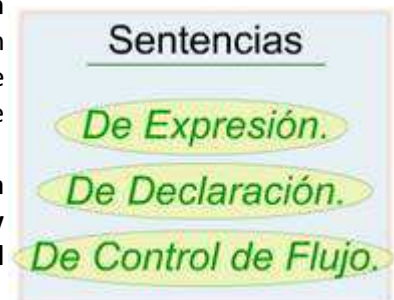 Sentencias
De Expresión.
De Declaración.
De Control de Flujo.